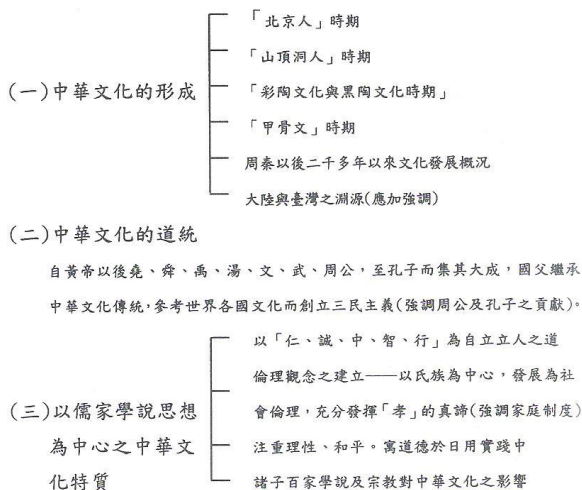 「北京人」時期
「山頂洞人」時期
(一)中華文化的形成
「彩陶文化與黑陶文化時期」
「甲骨文」時期
周秦以後二千多年以來文化發展概況
大陸與臺灣之淵源(應加強調)
(二)中華文化的道統
自黃帝以後堯、舜、禹、湯、文、武、周公,至孔子而集其大成,國父繼承
中華文化傳統,參考世界各國文化而創立三民主義(強調周公及孔子之貢獻)。
以「仁、誠、中、智、行」為自立立人之道
倫理觀念之建立——以民族為中心,發展為社
(三)以儒家學說思想
會倫理,充分發揮「孝」的真諦(強調家庭制度)
為中心之中華文
注重理性、和平。寓道德於日用實踐中
化特質
諸子百家學說及宗教對中華文化之影響